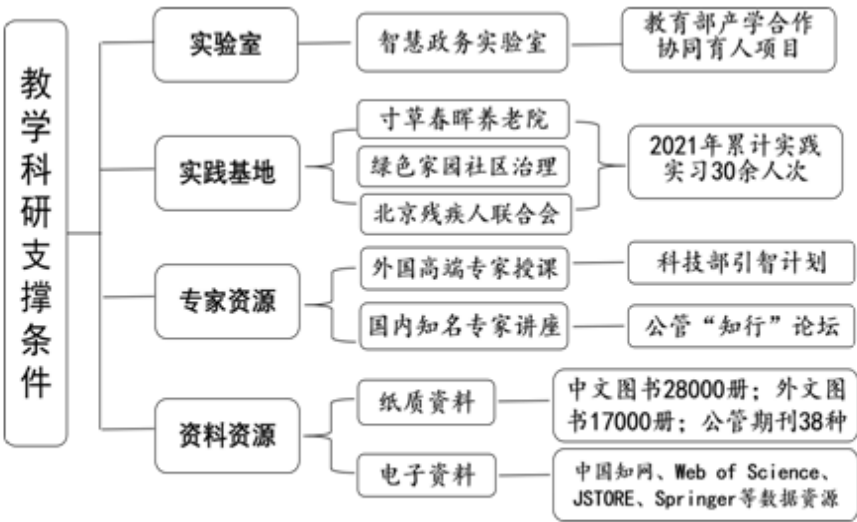 教学科研支撑条件
实验室
智慧政务实验室
教育部产学合作
协同育人项目
实践基地
寸草春晖养老院
绿色家园社区治理
北京残疾人联合会
2021年累计实践
实习30余人次
专家资源
外国高端专家授课
科技部引智计划
国内知名专家讲座
公管“知行”论坛
资料资源
纸质资料
中文图书28000册；外文图
书17000册；公管期刊38种
电子资料
中国知网、Web of Science、
JSTORE、Springer等数据资源